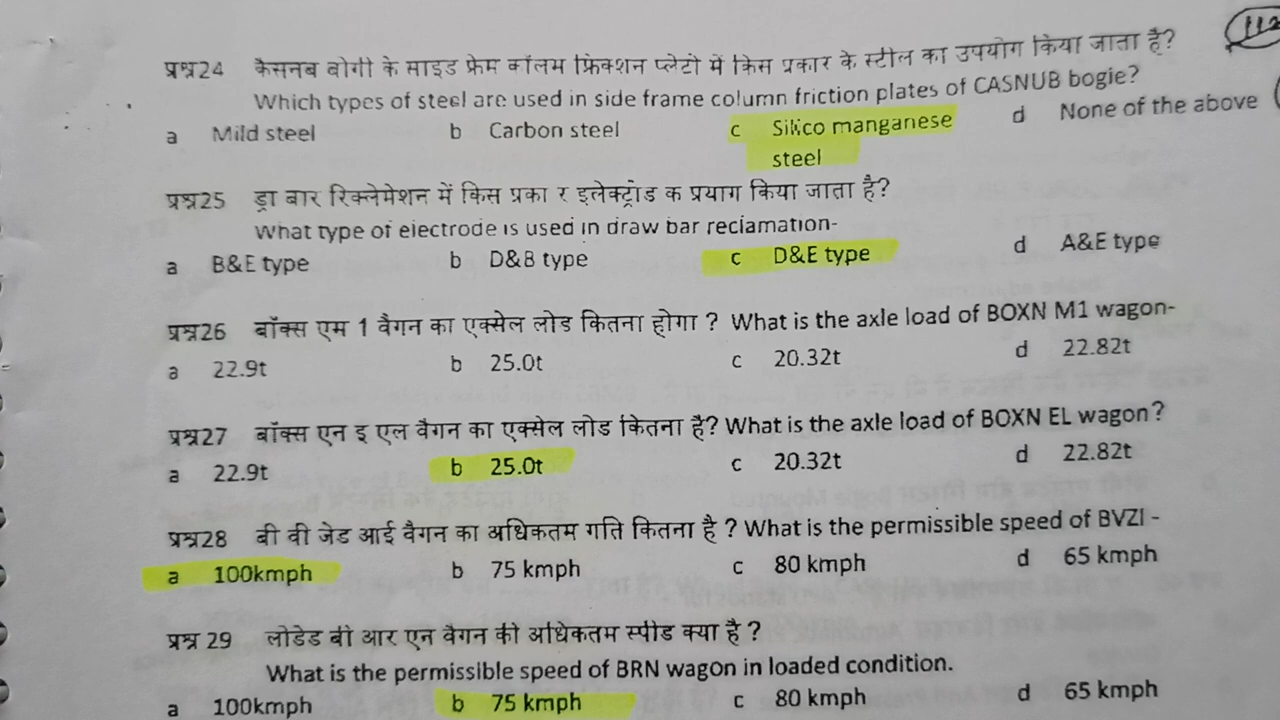 112
प्रश्न24 कैसनब बोगी के साइड फ्रेम कॉलम फ्रिक्शन प्लेटो में किस प्रकार के स्टील का उपयोग किया जाता है?
Which types of steel are used in side frame column friction plates of CASNUB bogie?
a Mild steel b Carbon steel c Silico manganese steel d None of the above
प्रश्न25 ड्रा बार रिक्लेमेशन में किस प्रका र इलेक्ट्रोड क प्रयाग किया जाता है?
What type of electrode is used in draw bar reclamation-
a B&E type b D&B type c D&E type d A&E type
प्रश्न26 बॉक्स एम 1 वैगन का एक्सेल लोड कितना होगा ? What is the axle load of BOXN M1 wagon-
a 22.9t b 25.0t c 20.32t d 22.82t
प्रश्न27 बॉक्स एन इ एल वैगन का एक्सेल लोड कितना है? What is the axle load of BOXN EL wagon?
a 22.9t b 25.0t c 20.32t d 22.82t
प्रश्न28 बी वी जेड आई वैगन का अधिकतम गति कितना है ? What is the permissible speed of BVZI -
a 100kmph b 75 kmph c 80 kmph d 65 kmph
प्रश्न 29 लोडेड बी आर एन वैगन की अधिकतम स्पीड क्या है ?
What is the permissible speed of BRN wagon in loaded condition.
a 100kmph b 75 kmph c 80 kmph d 65 kmph